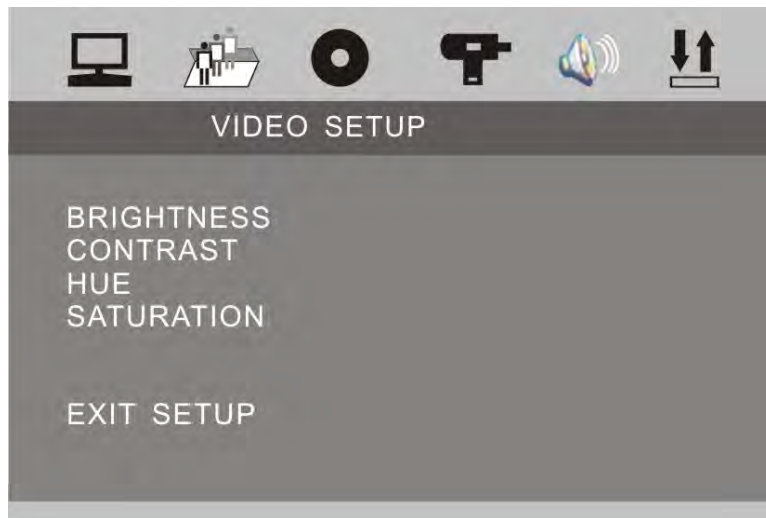 VIDEO SETUP
BRIGHTNESS
CONTRAST
HUE
SATURATION
EXIT SETUP